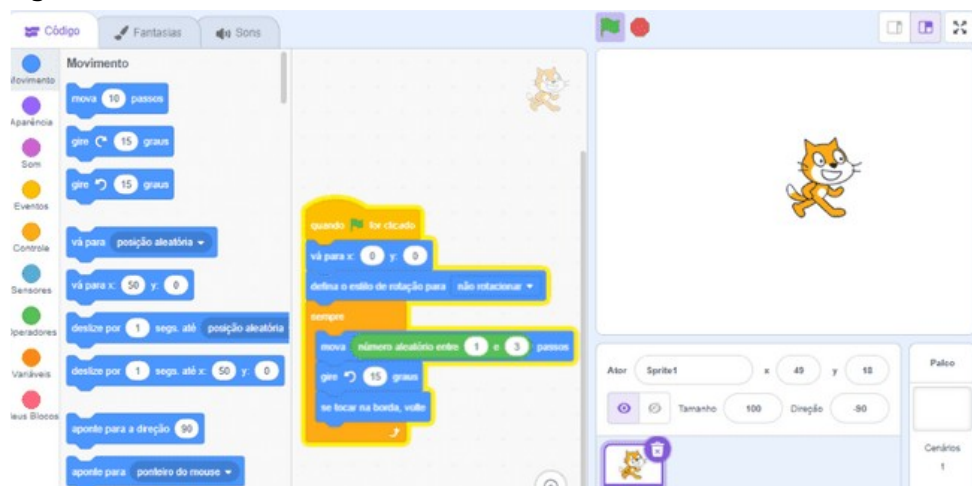 Código Fantasias Sons
Movimento
Aparência
Som
Eventos
Controle
Sensores
Operadores
Variáveis
Meus Blocos
Movimento
mova 10 passos
gire 15 graus
gire 15 graus
vá para posição aleatória
vá para x: 50 y: 0
deslize por 1 segs. até posição aleatória
deslize por 1 segs. até x: 50 y: 0
aponte para a direção 90
aponte para ponteiro do mouse
quando for clicado
vá para x: 0 y: 0
defina o estilo de rotação para não rotacionar
sempre
mova número aleatório entre 1 e 3 passos
gire 15 graus
se tocar na borda, volte
Ator Sprite1 x 49 y 18
Tamanho 100 Direção -90
Palco
Cenários
1